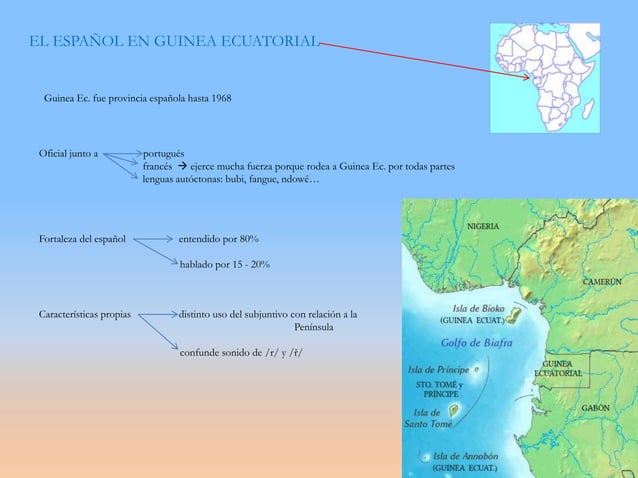 EL ESPAÑOL EN GUINEA ECUATORIAL
Guinea Ec. fue provincia española hasta 1968
Oficial junto a portugués
francés → ejerce mucha fuerza porque rodea a Guinea Ec. por todas partes
lenguas autóctonas: bubi, fangue, ndowé…
Fortaleza del español entendido por 80%
hablado por 15 - 20%
Características propias distinto uso del subjuntivo con relación a la
Península
confunde sonido de /r/ y /r̄/
NIGERIA
CAMERÚN
Isla de Bioko
(GUINEA ECUAT.)
Golfo de Biafra
GUINEA
ECUATORIAL
Isla de Príncipe
STO. TOMÉ y
PRÍNCIPE
GABÓN
Isla de
Santo Tomé
Isla de Annobón
(GUINEA ECUAT.)